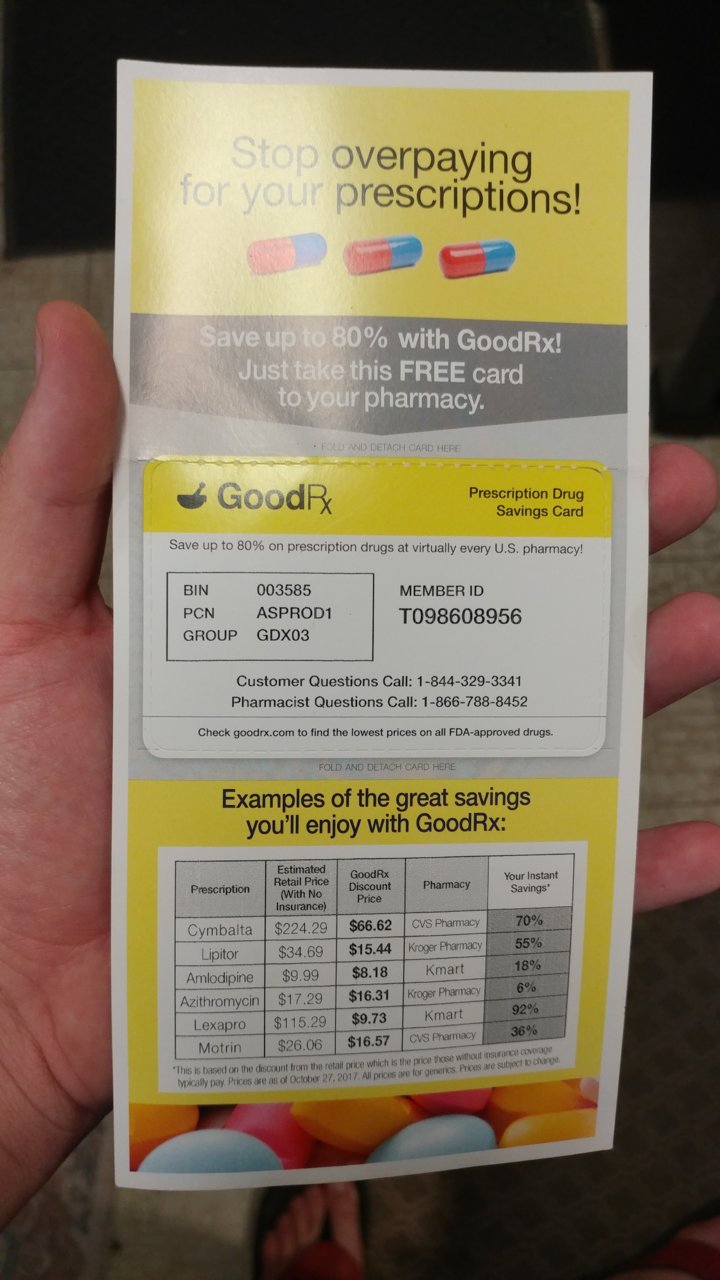 Stop overpaying
for your prescriptions!
Save up to 80% with GoodRx!
Just take this FREE card
to your pharmacy.
FOLD AND DETACH CARD HERE
GoodRx
Prescription Drug
Savings Card
Save up to 80% on prescription drugs at virtually every U.S. pharmacy!
BIN 003585
PCN ASPROD1
GROUP GDX03
MEMBER ID
T098608956
Customer Questions Call: 1-844-329-3341
Pharmacist Questions Call: 1-866-788-8452
Check goodrx.com to find the lowest prices on all FDA-approved drugs.
FOLD AND DETACH CARD HERE
Examples of the great savings
you'll enjoy with GoodRx:
Prescription
Estimated
Retail Price
(With No
Insurance)
GoodRx
Discount
Price
Pharmacy
Your Instant
Savings*
Cymbalta $224.29 $66.62 CVS Pharmacy 70%
Lipitor $34.69 $15.44 Kroger Pharmacy 55%
Amlodipine $9.99 $8.18 Kmart 18%
Azithromycin $17.29 $16.31 Kroger Pharmacy 6%
Lexapro $115.29 $9.73 Kmart 92%
Motrin $26.06 $16.57 CVS Pharmacy 36%
*This is based on the discount from the retail price which is the price those without insurance coverage
typically pay. Prices are as of October 27, 2017. All prices are for generics. Prices are subject to change.